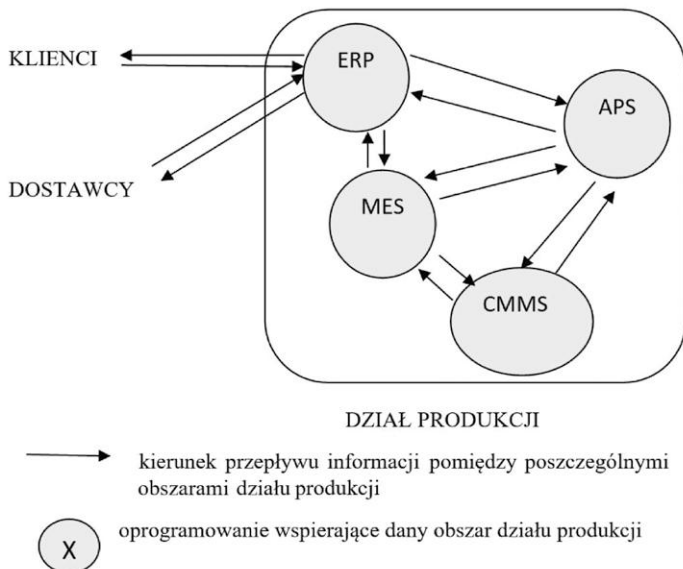 KLIENCI
ERP
APS
DOSTAWCY
MES
CMMS
DZIAŁ PRODUKCJI
kierunek przepływu informacji pomiędzy poszczególnymi
obszarami działu produkcji
oprogramowanie wspierające dany obszar działu produkcji
X